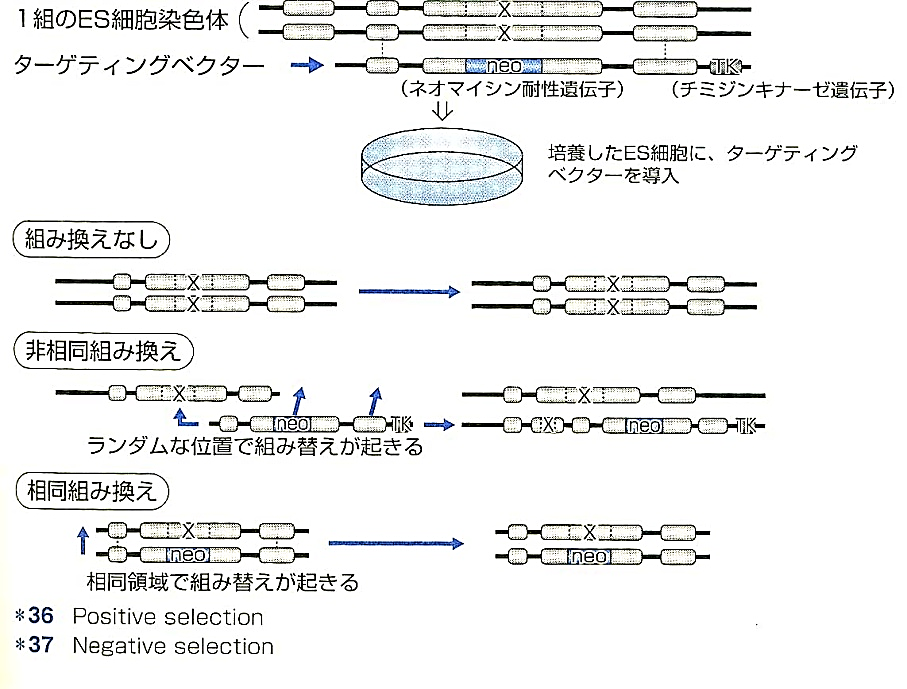 1組のES細胞染色体
X
X
ターゲティングベクター
neo
TK
(ネオマイシン耐性遺伝子)
(チミジンキナーゼ遺伝子)
培養したES細胞に、ターゲティング
ベクターを導入
組み換えなし
X
X
X
X
非相同組み換え
X
X
neo
TK
X
neo
TK
ランダムな位置で組み替えが起きる
相同組み換え
X
X
neo
neo
相同領域で組み替えが起きる
*36 Positive selection
*37 Negative selection